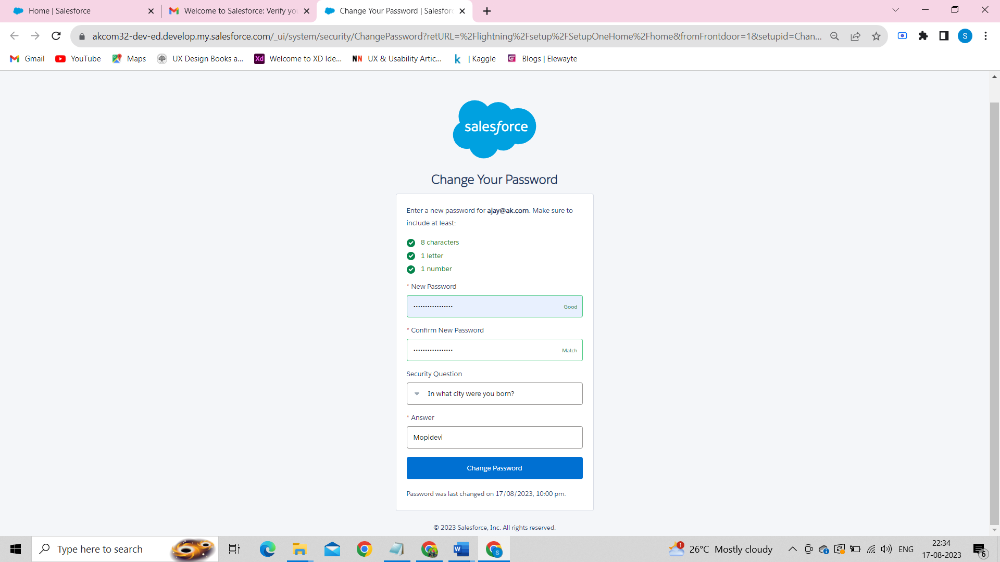 Home | Salesforce
Welcome to Salesforce: Verify you
Change Your Password | Salesforc
akcom32-dev-ed.develop.my.salesforce.com/_ui/system/security/ChangePassword?retURL=%2Flightning%2Fsetup%2FSetupOneHome%2Fhome&fromFrontdoor=1&setupid=Chan...
S
Gmail
YouTube
Maps
UX Design Books a...
Xd
Welcome to XD Ide...
NN
UX & Usability Artic...
k
| Kaggle
Blogs | Elewayte
salesforce
Change Your Password
Enter a new password for ajay@ak.com. Make sure to
include at least:
8 characters
1 letter
1 number
* New Password
•••••••••••••••••
Good
* Confirm New Password
•••••••••••••••••
Match
Security Question
In what city were you born?
* Answer
Mopidevi
Change Password
Password was last changed on 17/08/2023, 10:00 pm.
© 2023 Salesforce, Inc. All rights reserved.
Type here to search
W
S
1
26°C Mostly cloudy
ENG
22:34
17-08-2023
6